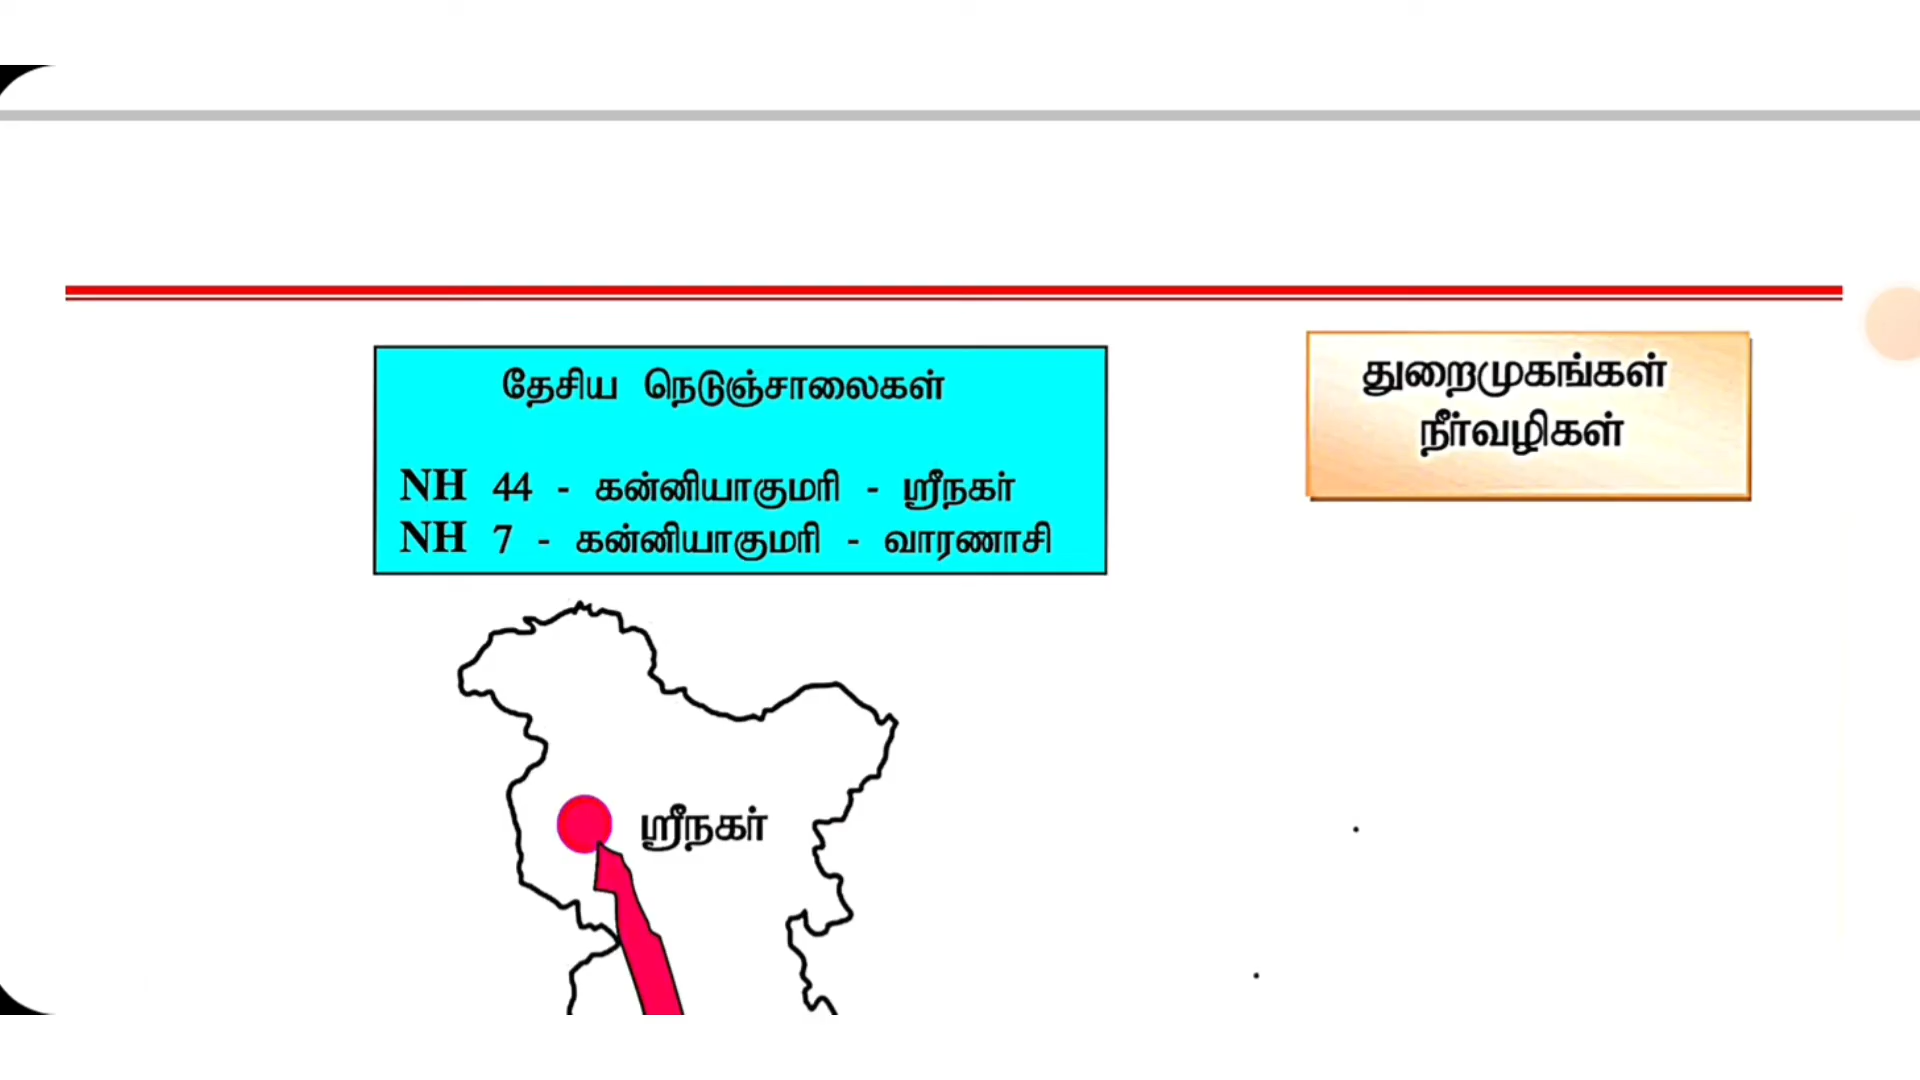 தேசிய நெடுஞ்சாலைகள்
NH 44 - கன்னியாகுமரி - ஸ்ரீநகர்
NH 7 - கன்னியாகுமரி - வாரணாசி
துறைமுகங்கள்
நீர்வழிகள்
ஸ்ரீநகர்